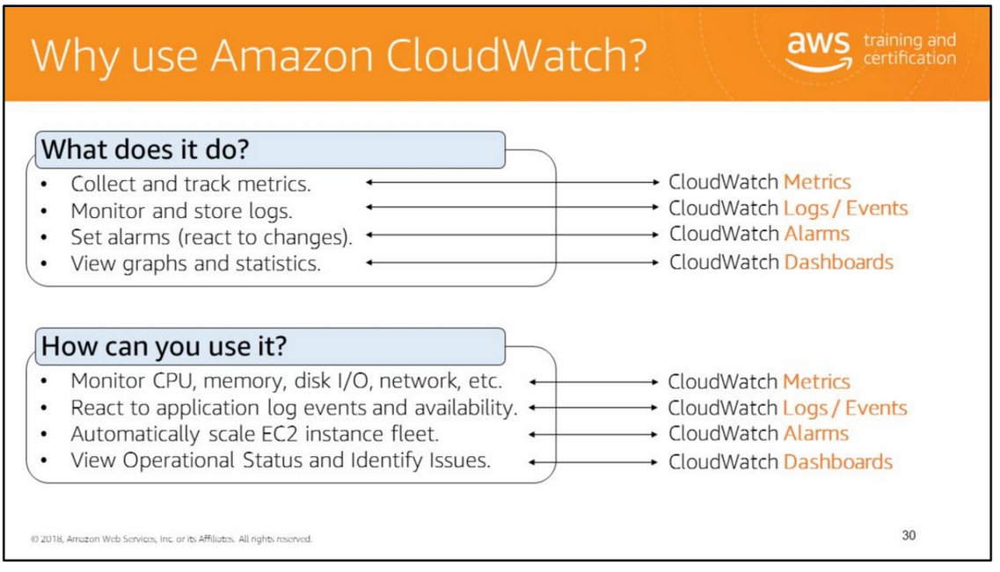 Why use Amazon CloudWatch?
aws training and
certification
What does it do?
• Collect and track metrics. CloudWatch Metrics
• Monitor and store logs. CloudWatch Logs / Events
• Set alarms (react to changes). CloudWatch Alarms
• View graphs and statistics. CloudWatch Dashboards
How can you use it?
• Monitor CPU, memory, disk I/O, network, etc. CloudWatch Metrics
• React to application log events and availability. CloudWatch Logs / Events
• Automatically scale EC2 instance fleet. CloudWatch Alarms
• View Operational Status and Identify Issues. CloudWatch Dashboards
© 2018, Amazon Web Services, Inc. or its Affiliates. All rights reserved.
30